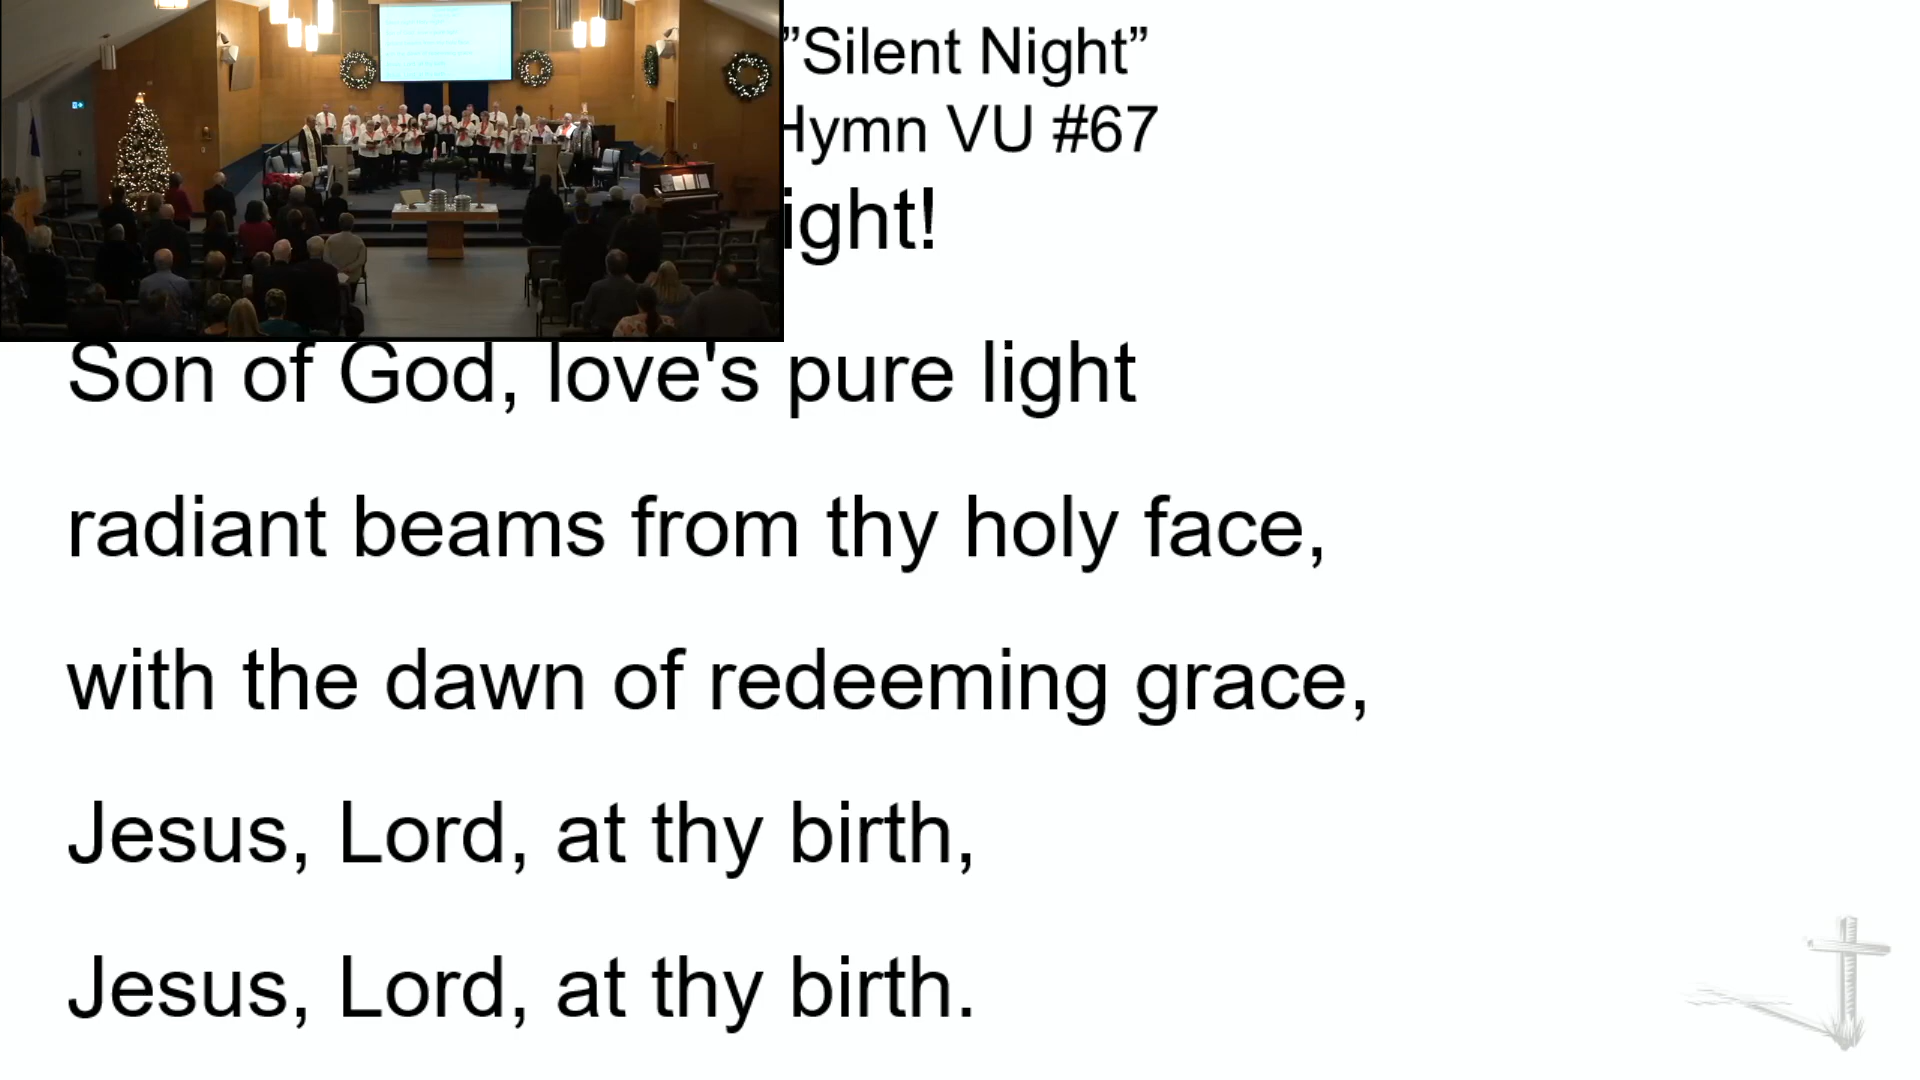 ”Silent Night”
Hymn VU #67
ight!
Son of God, love's pure light
radiant beams from thy holy face,
with the dawn of redeeming grace,
Jesus, Lord, at thy birth,
Jesus, Lord, at thy birth.